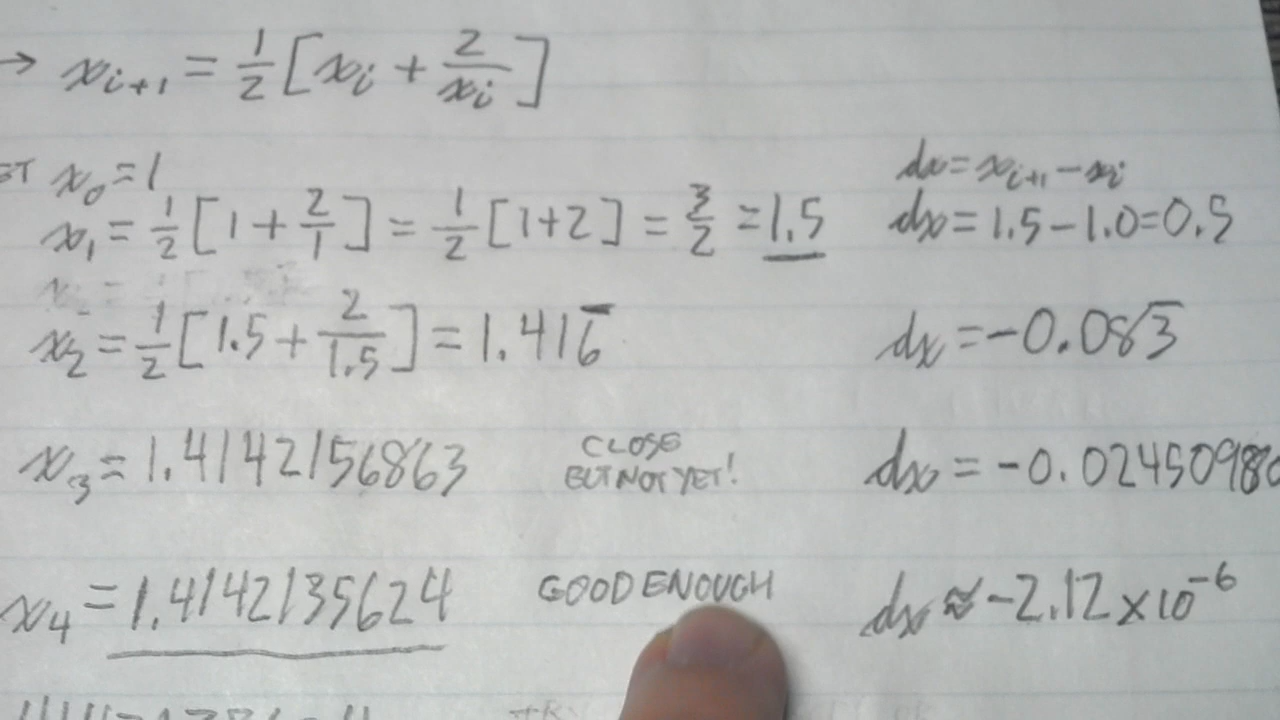 → x_{i+1} = 1/2 [x_i + 2/x_i]
x_0 = 1
dx = x_{i+1} - x_i
x_1 = 1/2 [1 + 2/1] = 1/2 [1+2] = 3/2 = 1.5
dx = 1.5 - 1.0 = 0.5
x_2 = 1/2 [1.5 + 2/1.5] = 1.416̅
dx = -0.083̅
x_3 = 1.4142156863
CLOSE
BUT NOT YET!
dx = -0.0245098
x_4 = 1.4142135624
GOOD ENOUGH
dx ≈ -2.12 x 10^{-6}